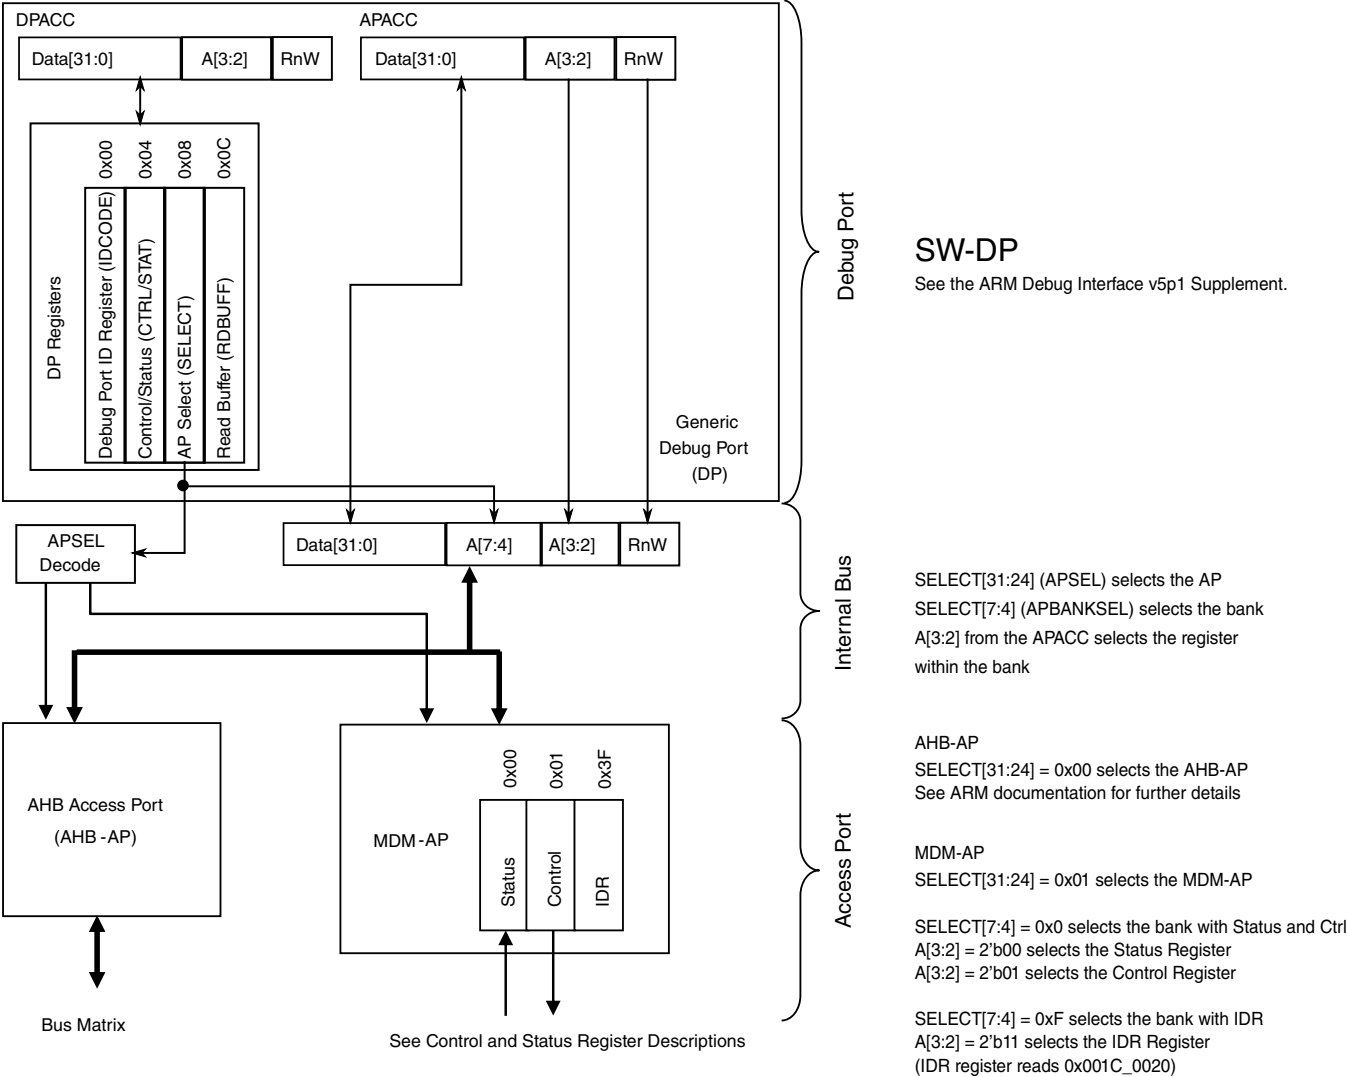 DPACC
APACC
Data[31:0]
A[3:2]
RnW
Data[31:0]
A[3:2]
RnW
0x00
0x04
0x08
0x0C
DP Registers
Debug Port ID Register (IDCODE)
Control/Status (CTRL/STAT)
AP Select (SELECT)
Read Buffer (RDBUFF)
Generic
Debug Port
(DP)
Debug Port
SW-DP
See the ARM Debug Interface v5p1 Supplement.
APSEL
Decode
Data[31:0]
A[7:4]
A[3:2]
RnW
Internal Bus
SELECT[31:24] (APSEL) selects the AP
SELECT[7:4] (APBANKSEL) selects the bank
A[3:2] from the APACC selects the register
within the bank
AHB Access Port
(AHB-AP)
Bus Matrix
MDM-AP
0x00
0x01
0x3F
Status
Control
IDR
See Control and Status Register Descriptions
Access Port
AHB-AP
SELECT[31:24] = 0x00 selects the AHB-AP
See ARM documentation for further details
MDM-AP
SELECT[31:24] = 0x01 selects the MDM-AP
SELECT[7:4] = 0x0 selects the bank with Status and Ctrl
A[3:2] = 2'b00 selects the Status Register
A[3:2] = 2'b01 selects the Control Register
SELECT[7:4] = 0xF selects the bank with IDR
A[3:2] = 2'b11 selects the IDR Register
(IDR register reads 0x001C_0020)